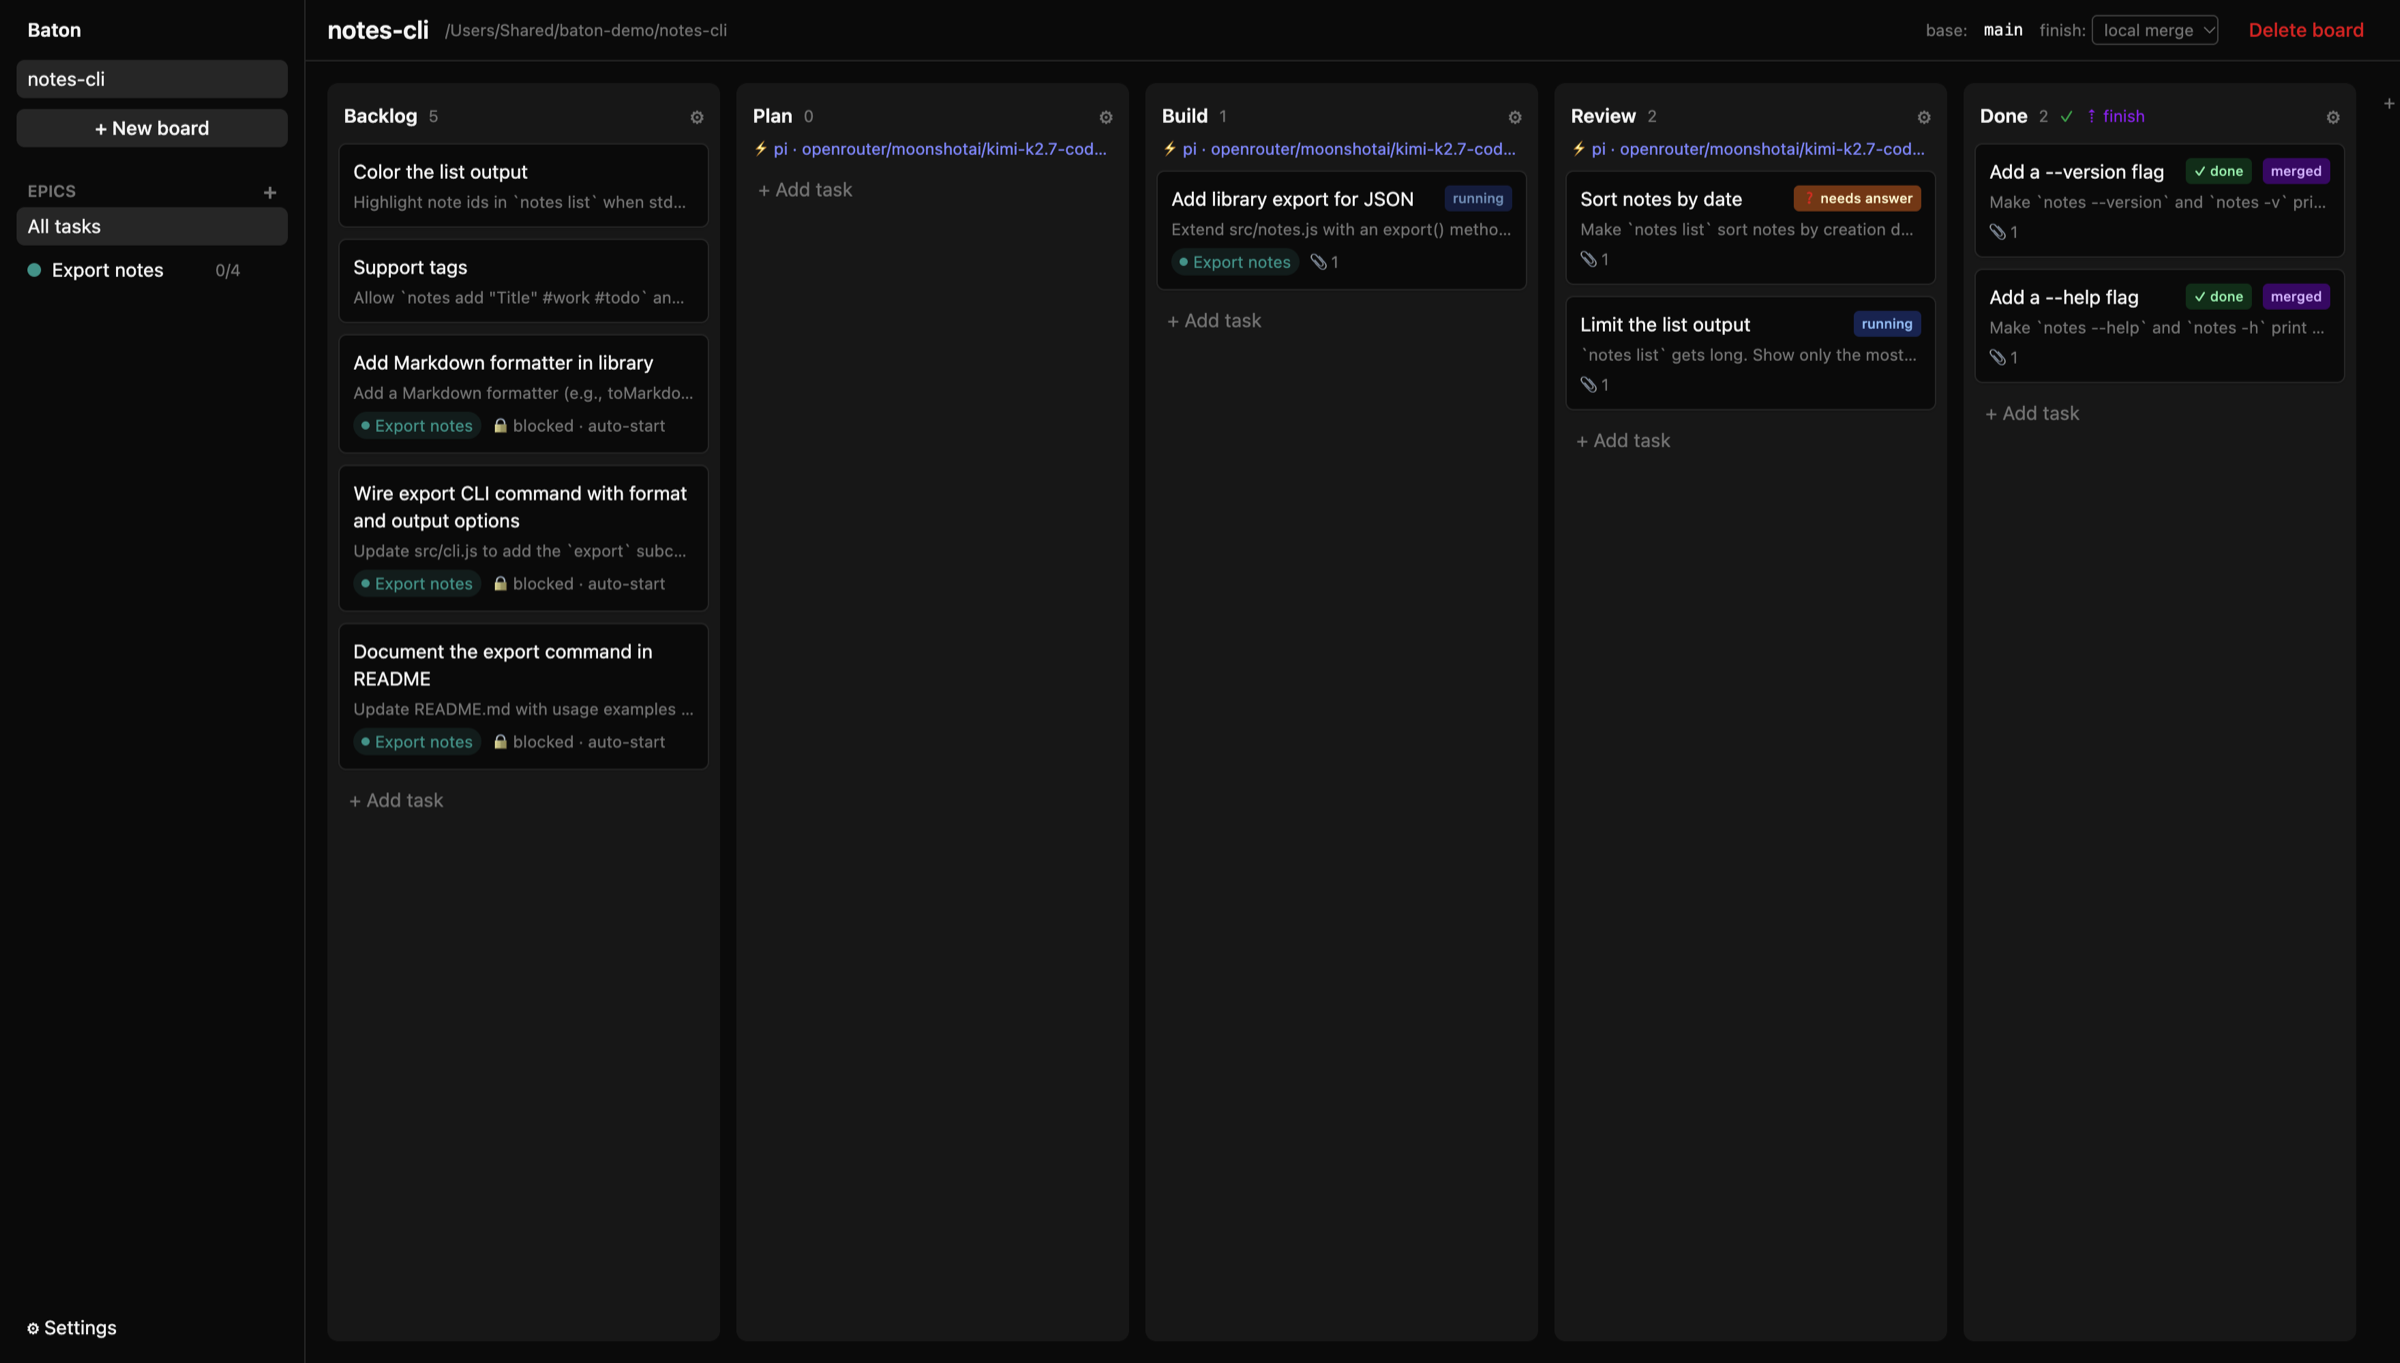 Baton
notes-cli
+ New board
EPICS +
All tasks
Export notes 0/4
⚙ Settings
notes-cli /Users/Shared/baton-demo/notes-cli
base: main finish: local merge Delete board
Backlog 5
Color the list output
Highlight note ids in `notes list` when std...
Support tags
Allow `notes add "Title" #work #todo` an...
Add Markdown formatter in library
Add a Markdown formatter (e.g., toMarkdo...
Export notes 🔒 blocked · auto-start
Wire export CLI command with format
and output options
Update src/cli.js to add the `export` subc...
Export notes 🔒 blocked · auto-start
Document the export command in
README
Update README.md with usage examples ...
Export notes 🔒 blocked · auto-start
+ Add task
Plan 0
⚡ pi · openrouter/moonshotai/kimi-k2.7-cod...
+ Add task
Build 1
⚡ pi · openrouter/moonshotai/kimi-k2.7-cod...
Add library export for JSON running
Extend src/notes.js with an export() metho...
Export notes 📎 1
+ Add task
Review 2
⚡ pi · openrouter/moonshotai/kimi-k2.7-cod...
Sort notes by date ❓ needs answer
Make `notes list` sort notes by creation d...
📎 1
Limit the list output running
`notes list` gets long. Show only the most...
📎 1
+ Add task
Done 2 ✓ ⇡ finish
Add a --version flag ✓ done merged
Make `notes --version` and `notes -v` pri...
📎 1
Add a --help flag ✓ done merged
Make `notes --help` and `notes -h` print ...
📎 1
+ Add task
+